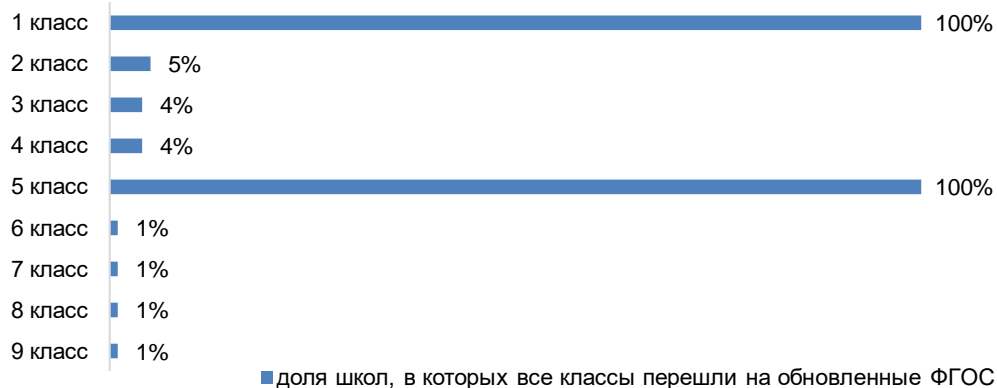 1 класс 100%
2 класс 5%
3 класс 4%
4 класс 4%
5 класс 100%
6 класс 1%
7 класс 1%
8 класс 1%
9 класс 1%
доля школ, в которых все классы перешли на обновленные ФГОС